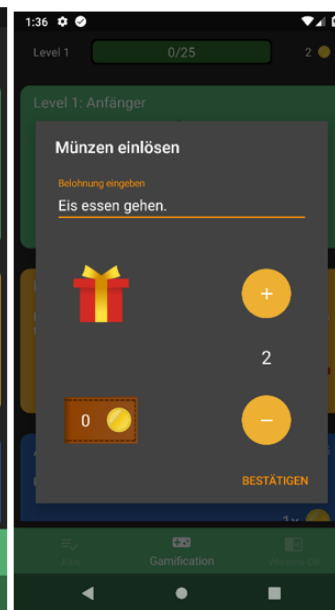 1:36
Level 1
0/25
2
Level 1: Anfänger
Münzen einlösen
Belohnung eingeben
Eis essen gehen.
+
2
0
−
BESTÄTIGEN
1x
Jobs
Gamification